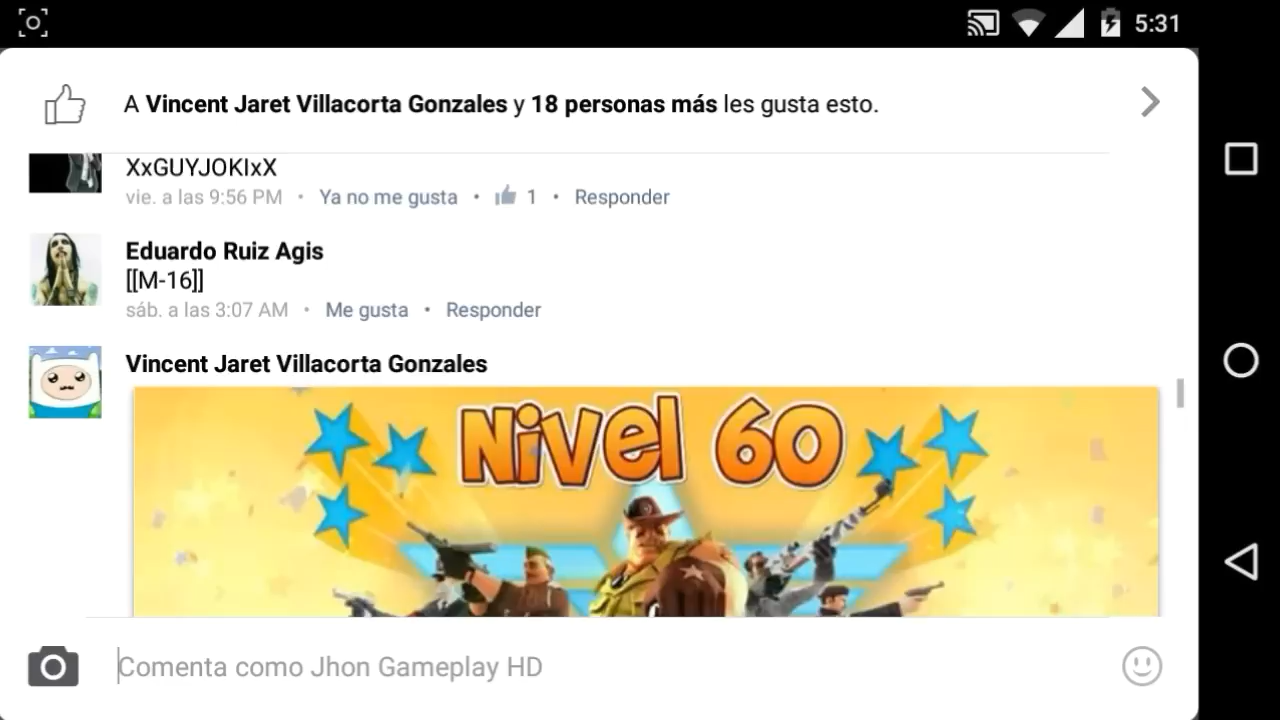 5:31
A Vincent Jaret Villacorta Gonzales y 18 personas más les gusta esto.
XxGUYJOKIxX
vie. a las 9:56 PM • Ya no me gusta • 1 • Responder
Eduardo Ruiz Agis
[[M-16]]
sáb. a las 3:07 AM • Me gusta • Responder
Vincent Jaret Villacorta Gonzales
Nivel 60
Comenta como Jhon Gameplay HD